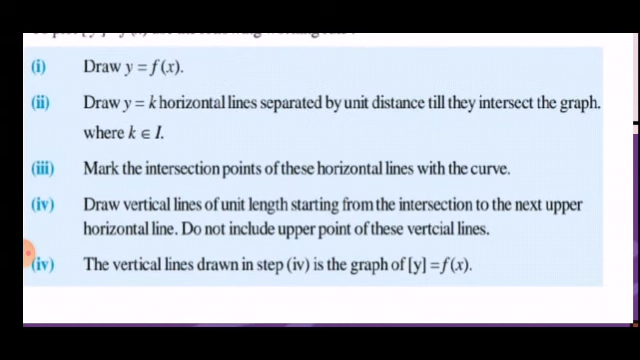 (i) Draw y = f(x).
(ii) Draw y = k horizontal lines separated by unit distance till they intersect the graph.
where k ∈ I.
(iii) Mark the intersection points of these horizontal lines with the curve.
(iv) Draw vertical lines of unit length starting from the intersection to the next upper
horizontal line. Do not include upper point of these vertcial lines.
(iv) The vertical lines drawn in step (iv) is the graph of [y] = f(x).